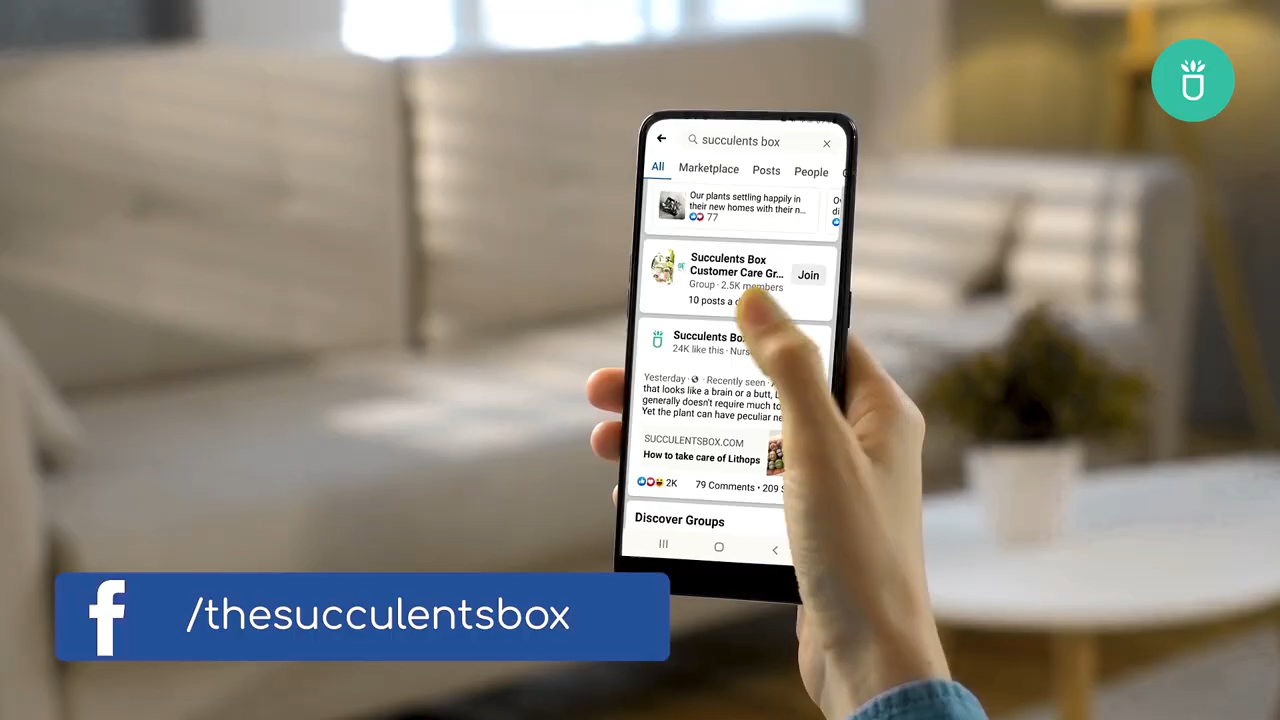 succulents box
All Marketplace Posts People
Our plants settling happily in
their new homes with their n...
77
Succulents Box
Customer Care Gr...
Join
Group · 2.5K members
10 posts a
Succulents
24K like this ·
Yesterday · Recently seen ·
that looks like a brain or a butt,
generally doesn't require much to
Yet the plant can have peculiar
SUCCULENTSBOX.COM
How to take care of Lithops
2K 79 Comments • 209
Discover Groups
/thesucculentsbox